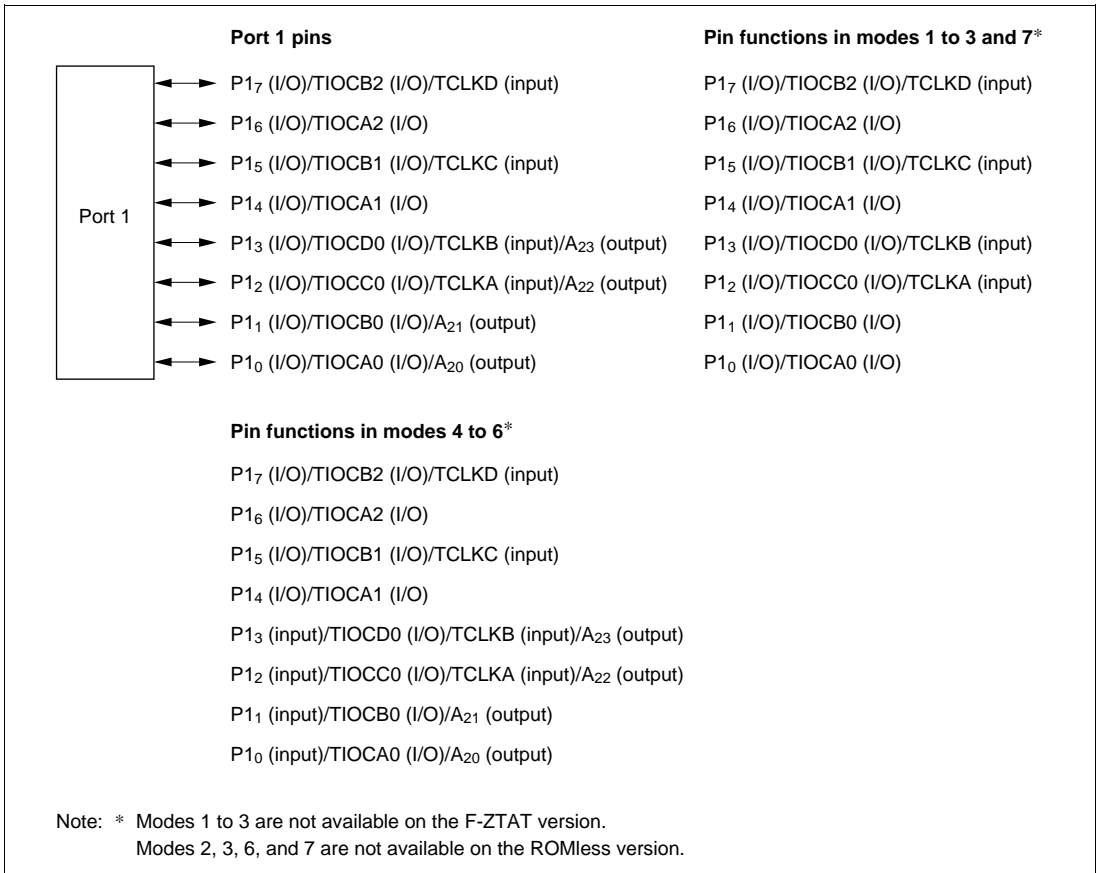 Port 1 pins
Port 1
P1₇ (I/O)/TIOCB2 (I/O)/TCLKD (input)
P1₆ (I/O)/TIOCA2 (I/O)
P1₅ (I/O)/TIOCB1 (I/O)/TCLKC (input)
P1₄ (I/O)/TIOCA1 (I/O)
P1₃ (I/O)/TIOCD0 (I/O)/TCLKB (input)/A₂₃ (output)
P1₂ (I/O)/TIOCC0 (I/O)/TCLKA (input)/A₂₂ (output)
P1₁ (I/O)/TIOCB0 (I/O)/A₂₁ (output)
P1₀ (I/O)/TIOCA0 (I/O)/A₂₀ (output)
Pin functions in modes 1 to 3 and 7*
P1₇ (I/O)/TIOCB2 (I/O)/TCLKD (input)
P1₆ (I/O)/TIOCA2 (I/O)
P1₅ (I/O)/TIOCB1 (I/O)/TCLKC (input)
P1₄ (I/O)/TIOCA1 (I/O)
P1₃ (I/O)/TIOCD0 (I/O)/TCLKB (input)
P1₂ (I/O)/TIOCC0 (I/O)/TCLKA (input)
P1₁ (I/O)/TIOCB0 (I/O)
P1₀ (I/O)/TIOCA0 (I/O)
Pin functions in modes 4 to 6*
P1₇ (I/O)/TIOCB2 (I/O)/TCLKD (input)
P1₆ (I/O)/TIOCA2 (I/O)
P1₅ (I/O)/TIOCB1 (I/O)/TCLKC (input)
P1₄ (I/O)/TIOCA1 (I/O)
P1₃ (input)/TIOCD0 (I/O)/TCLKB (input)/A₂₃ (output)
P1₂ (input)/TIOCC0 (I/O)/TCLKA (input)/A₂₂ (output)
P1₁ (input)/TIOCB0 (I/O)/A₂₁ (output)
P1₀ (input)/TIOCA0 (I/O)/A₂₀ (output)
Note: * Modes 1 to 3 are not available on the F-ZTAT version.
Modes 2, 3, 6, and 7 are not available on the ROMless version.